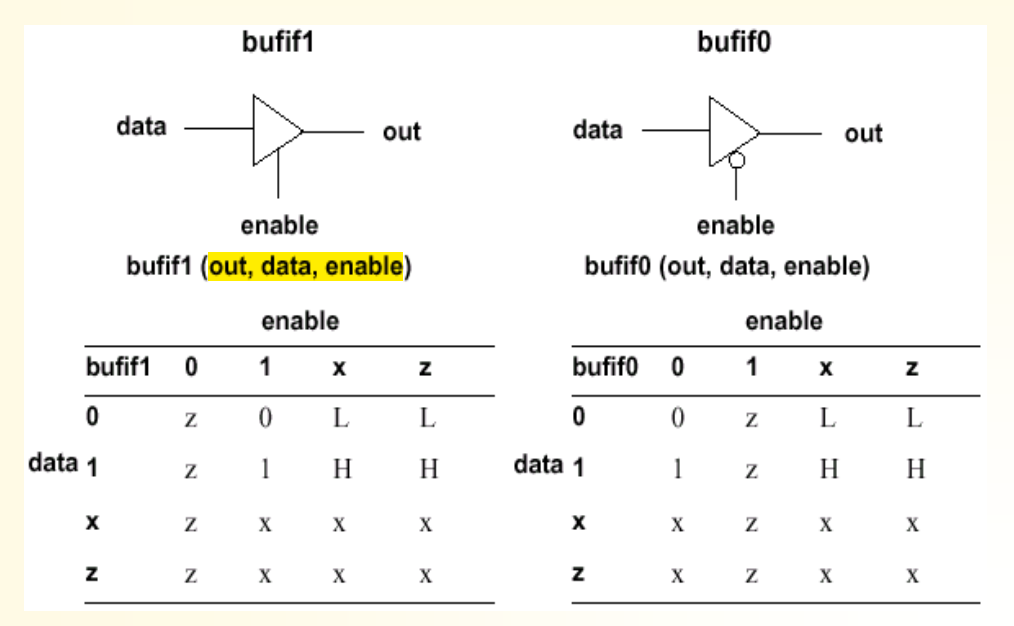 bufif1
data
out
enable
bufif1 (out, data, enable)
enable
bufif1 0 1 x z
0 z 0 L L
data 1 z 1 H H
x z x x x
z z x x x
bufif0
data
out
enable
bufif0 (out, data, enable)
enable
bufif0 0 1 x z
0 0 z L L
data 1 1 z H H
x x z x x
z x z x x